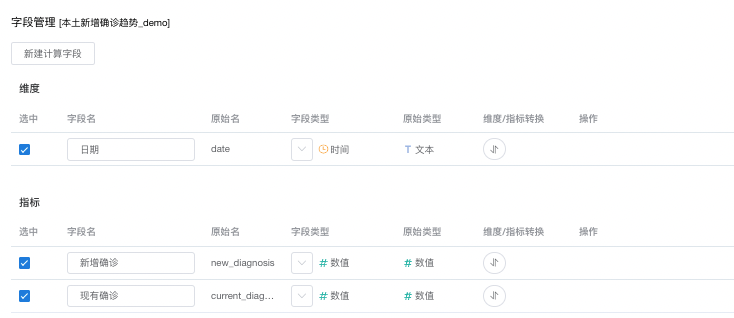 字段管理 [本土新增确诊趋势_demo]
新建计算字段
维度
选中 字段名 原始名 字段类型 原始类型 维度/指标转换 操作
日期 date 时间 T 文本
指标
选中 字段名 原始名 字段类型 原始类型 维度/指标转换 操作
新增确诊 new_diagnosis # 数值 # 数值
现有确诊 current_diag... # 数值 # 数值